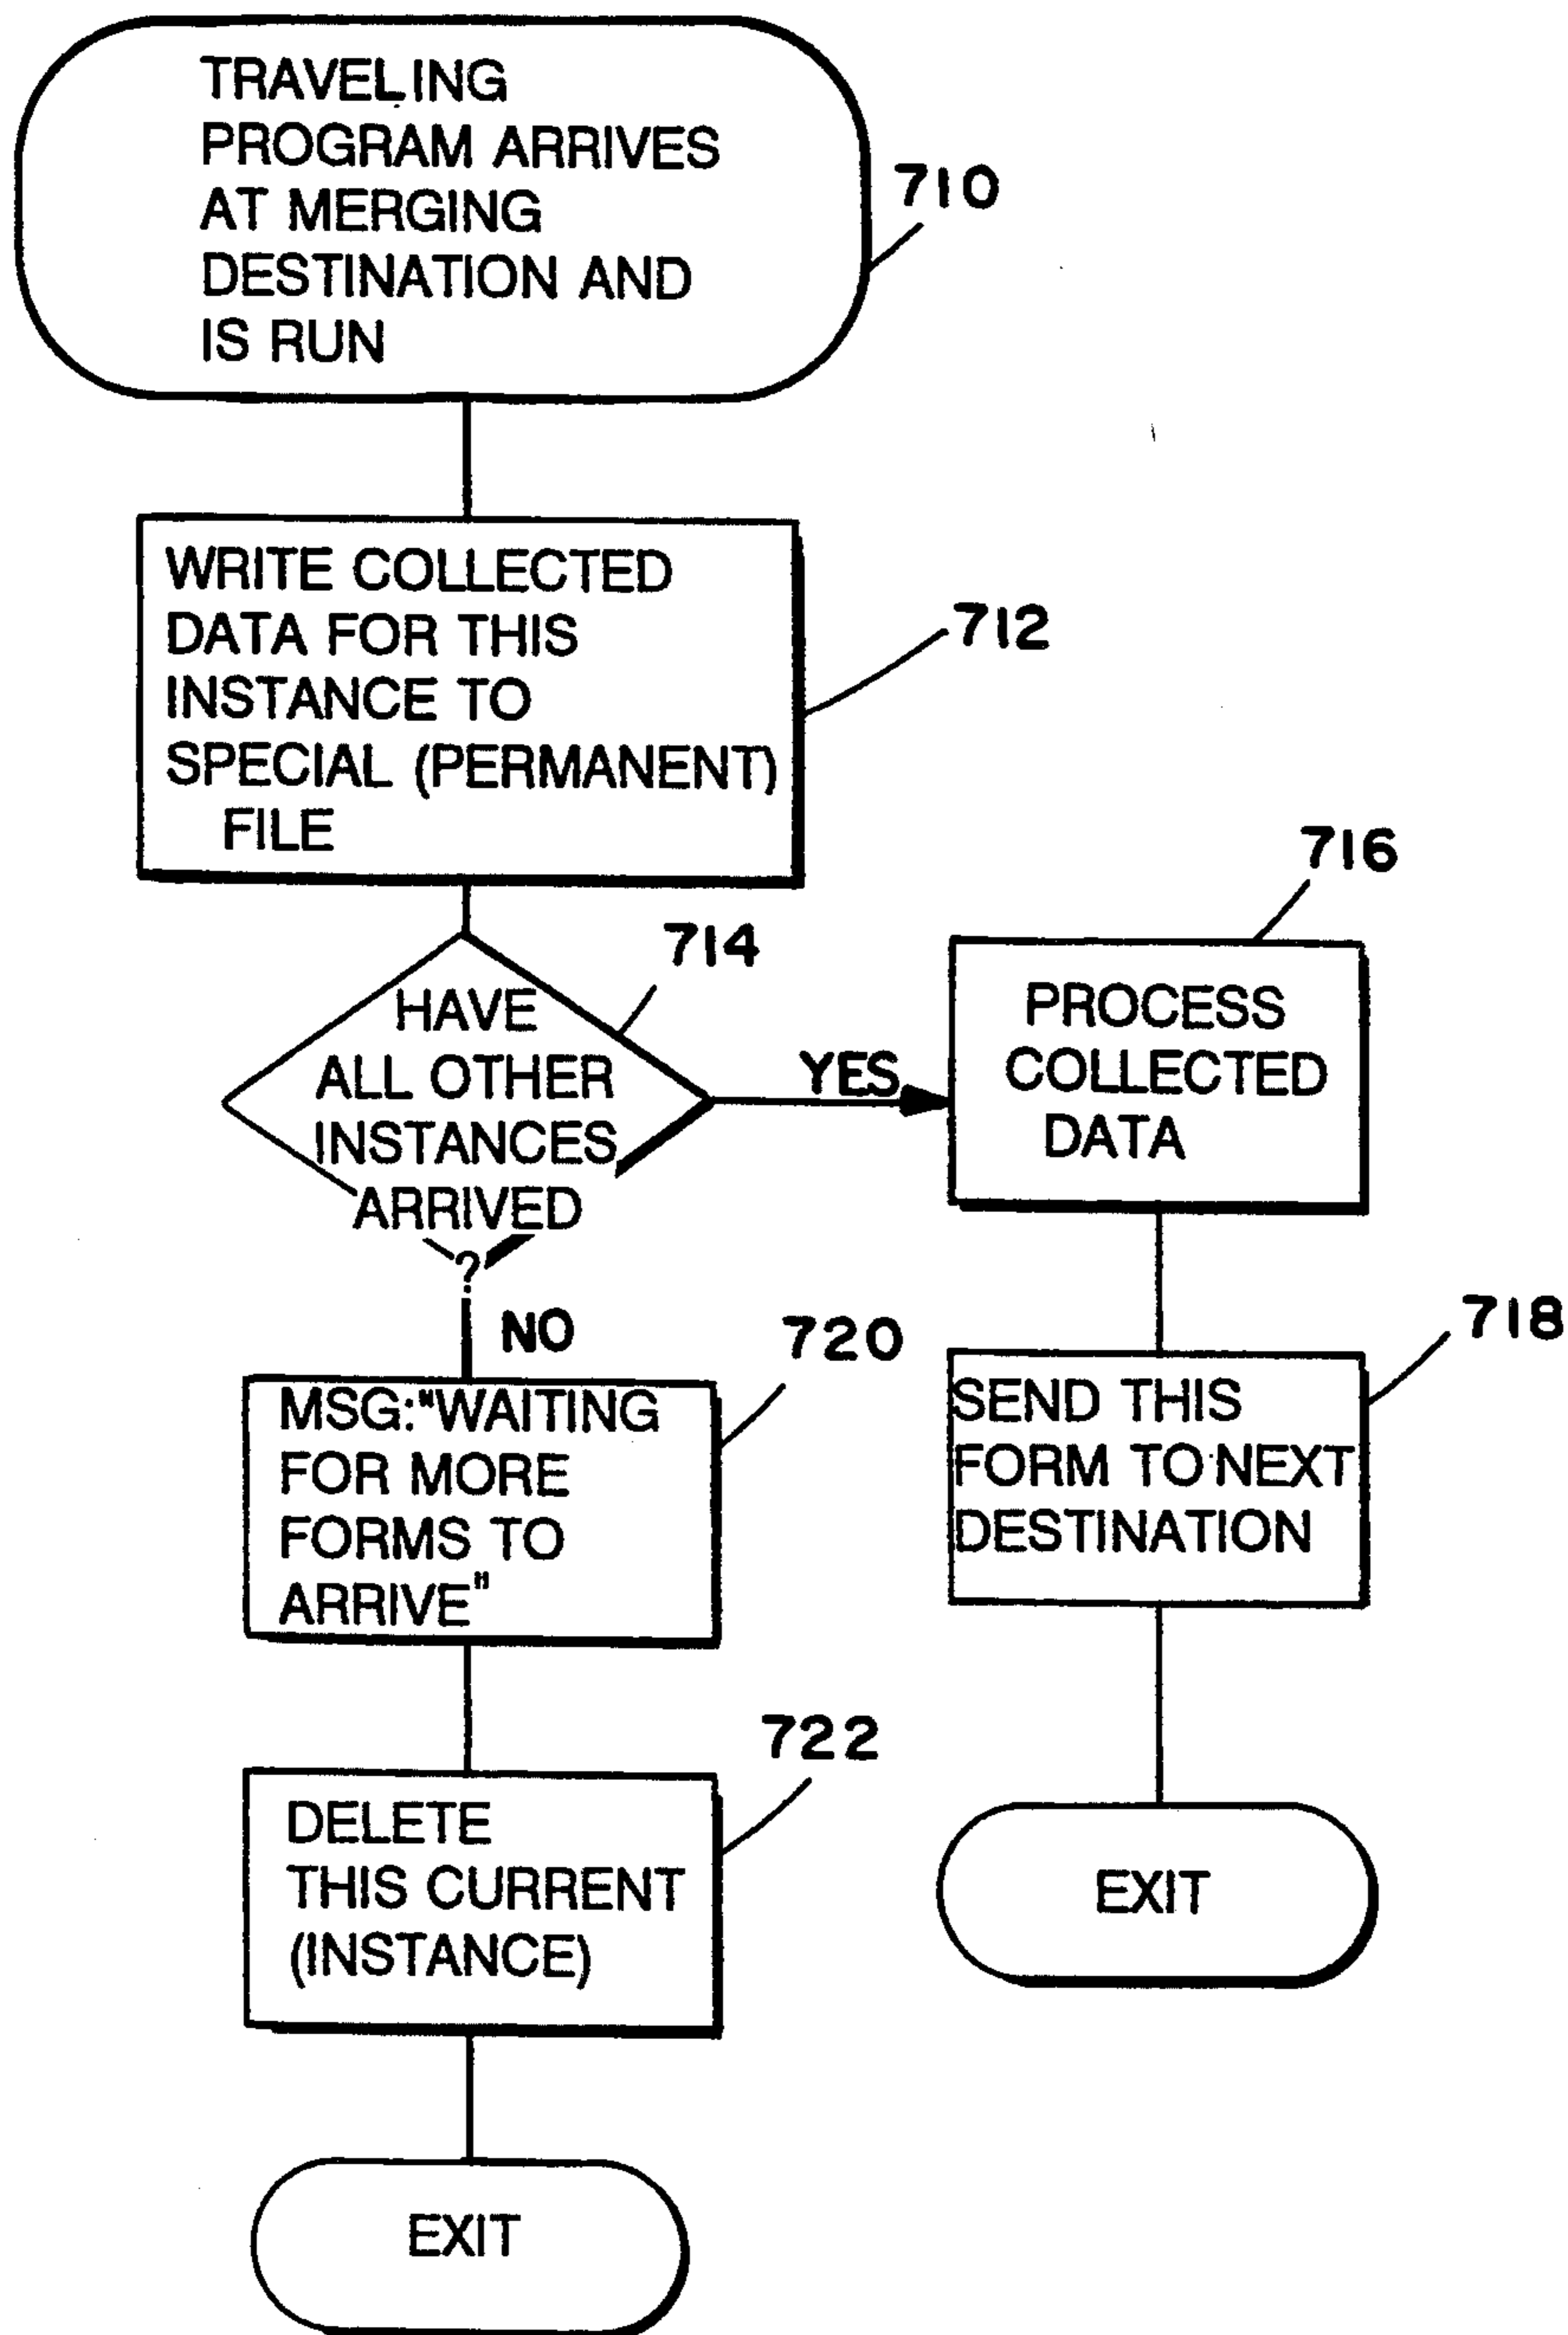 TRAVELING
PROGRAM ARRIVES
AT MERGING
DESTINATION AND
IS RUN
710
WRITE COLLECTED
DATA FOR THIS
INSTANCE TO
SPECIAL (PERMANENT)
FILE
712
HAVE
ALL OTHER
INSTANCES
ARRIVED
?
714
YES
NO
PROCESS
COLLECTED
DATA
716
SEND THIS
FORM TO NEXT
DESTINATION
718
EXIT
MSG:"WAITING
FOR MORE
FORMS TO
ARRIVE"
720
DELETE
THIS CURRENT
(INSTANCE)
722
EXIT